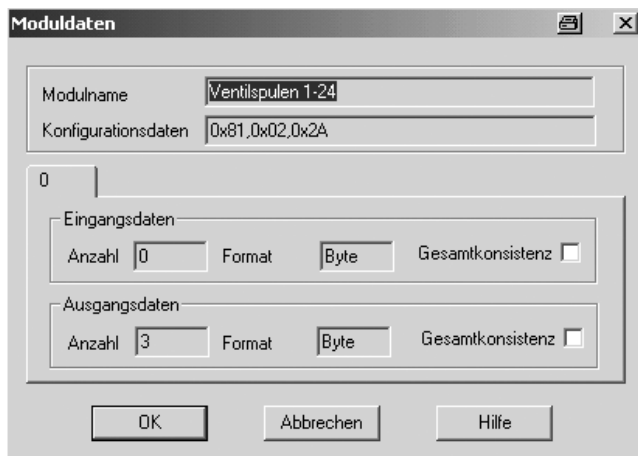 Moduldaten
Modulname Ventilspulen 1-24
Konfigurationsdaten 0x81,0x02,0x2A
0
Eingangsdaten
Anzahl 0 Format Byte Gesamtkonsistenz
Ausgangsdaten
Anzahl 3 Format Byte Gesamtkonsistenz
OK Abbrechen Hilfe